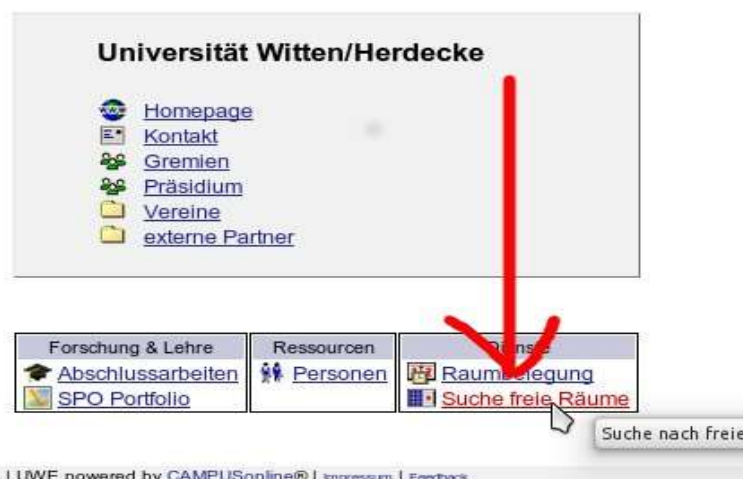 Universität Witten/Herdecke
Homepage
Kontakt
Gremien
Präsidium
Vereine
externe Partner
Forschung & Lehre Ressourcen Dienste
Abschlussarbeiten Personen Raumbelegung
SPO Portfolio Suche freie Räume
Suche nach freie
| UWE powered by CAMPUSonline® | Impressum | Feedback